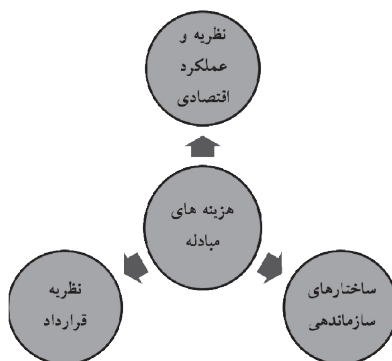 نظریه و
عملکرد
اقتصادی
هزینه های
مبادله
ساختارهای
سازماندهی
نظریه
قرارداد